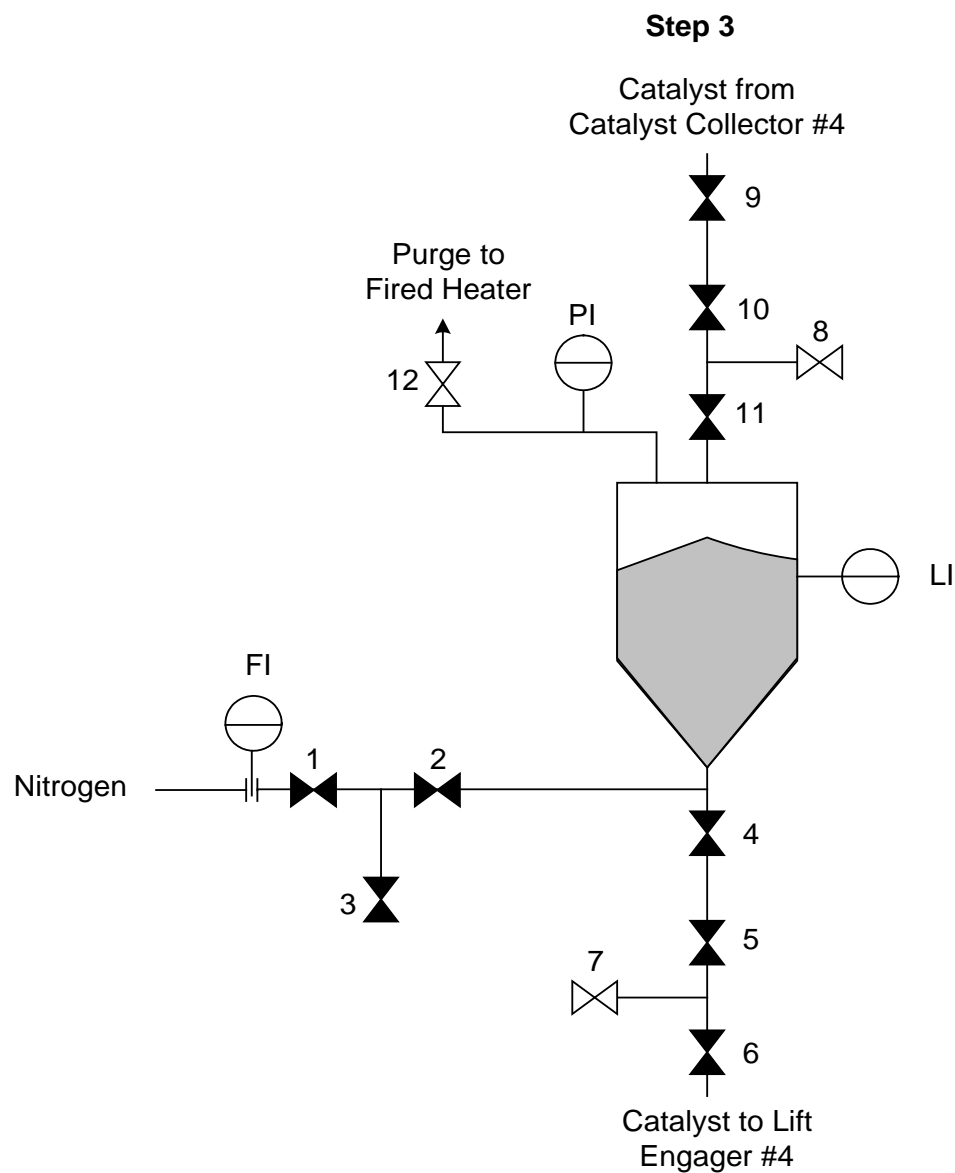 Step 3
Catalyst from
Catalyst Collector #4
9
Purge to
Fired Heater
10
PI
8
12
11
LI
FI
1
2
Nitrogen
4
3
5
7
6
Catalyst to Lift
Engager #4